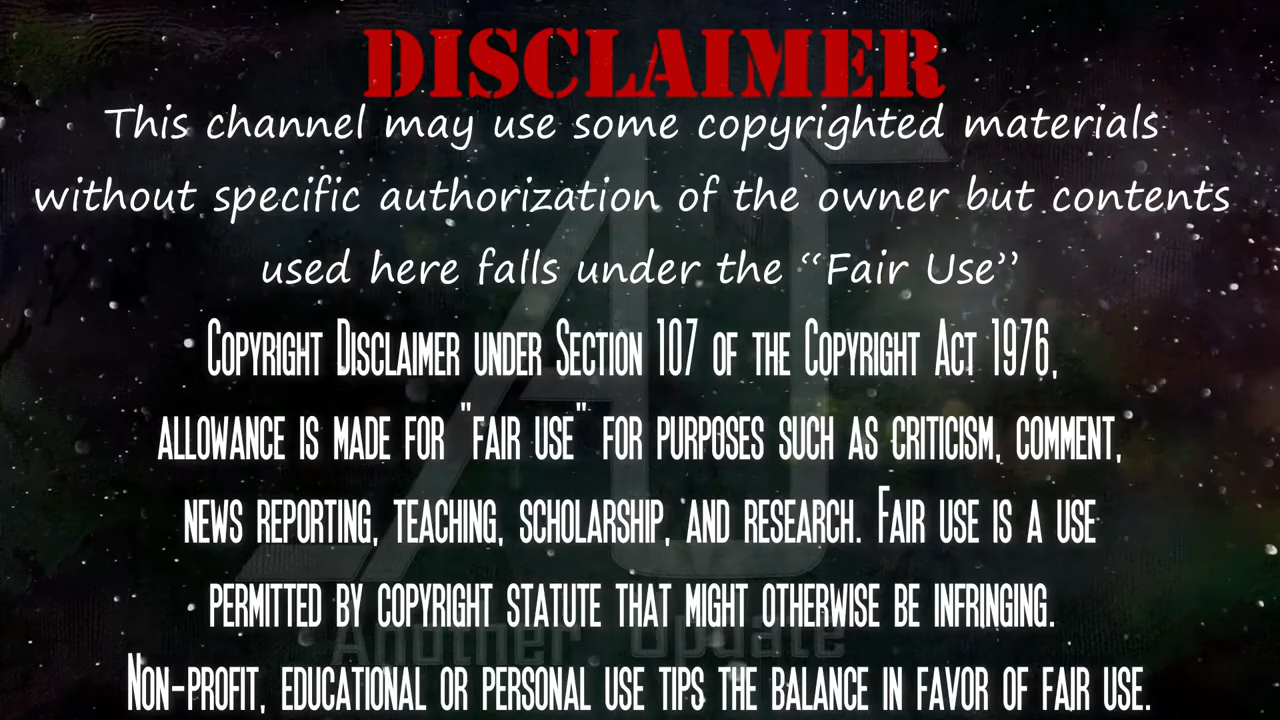 DISCLAIMER
This channel may use some copyrighted materials
without specific authorization of the owner but contents
used here falls under the “Fair Use”
Copyright Disclaimer under Section 107 of the Copyright Act 1976,
allowance is made for "fair use" for purposes such as criticism, comment,
news reporting, teaching, scholarship, and research. Fair use is a use
permitted by copyright statute that might otherwise be infringing.
Another Update
Non-profit, educational or personal use tips the balance in favor of fair use.